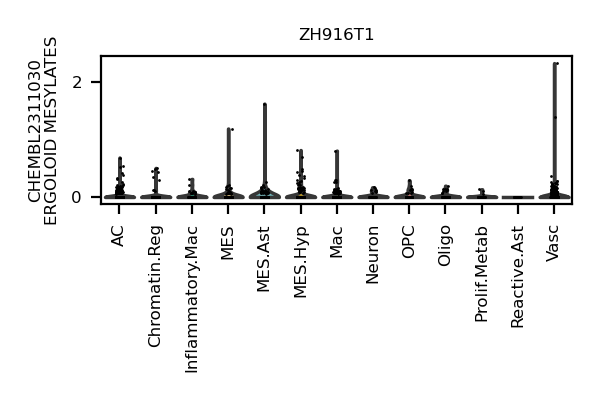 ZH916T1
CHEMBL2311030
ERGOLOID MESYLATES
2
0
AC
Chromatin.Reg
Inflammatory.Mac
MES
MES.Ast
MES.Hyp
Mac
Neuron
OPC
Oligo
Prolif.Metab
Reactive.Ast
Vasc